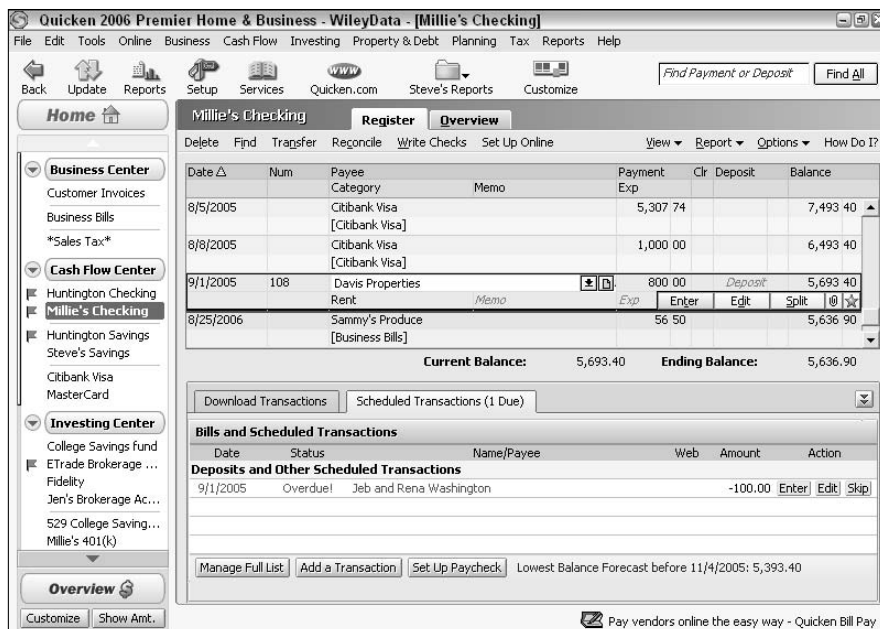 Quicken 2006 Premier Home & Business - WileyData - [Millie's Checking]
File Edit Tools Online Business Cash Flow Investing Property & Debt Planning Tax Reports Help
Back Update Reports Setup Services Quicken.com Steve's Reports Customize Find Payment or Deposit Find All
WWW
Home
Business Center
Customer Invoices
Business Bills
*Sales Tax*
Cash Flow Center
Huntington Checking
Millie's Checking
Huntington Savings
Steve's Savings
Citibank Visa
MasterCard
Investing Center
College Savings fund
ETrade Brokerage ...
Fidelity
Jen's Brokerage Ac...
529 College Saving...
Millie's 401(k)
Overview
Customize Show Amt.
Millie's Checking Register Overview
Delete Find Transfer Reconcile Write Checks Set Up Online View Report Options How Do I?
Date Num Payee Payment Clr Deposit Balance
Category Memo Exp
8/5/2005 Citibank Visa 5,307 74 7,493 40
[Citibank Visa]
8/8/2005 Citibank Visa 1,000 00 6,493 40
[Citibank Visa]
9/1/2005 108 Davis Properties 800 00 Deposit 5,693 40
Rent Memo Exp Enter Edit Split
8/25/2006 Sammy's Produce 56 50 5,636 90
[Business Bills]
Current Balance: 5,693.40 Ending Balance: 5,636.90
Download Transactions Scheduled Transactions (1 Due)
Bills and Scheduled Transactions
Date Status Name/Payee Web Amount Action
Deposits and Other Scheduled Transactions
9/1/2005 Overdue! Jeb and Rena Washington -100.00 Enter Edit Skip
Manage Full List Add a Transaction Set Up Paycheck Lowest Balance Forecast before 11/4/2005: 5,393.40
Pay vendors online the easy way - Quicken Bill Pay